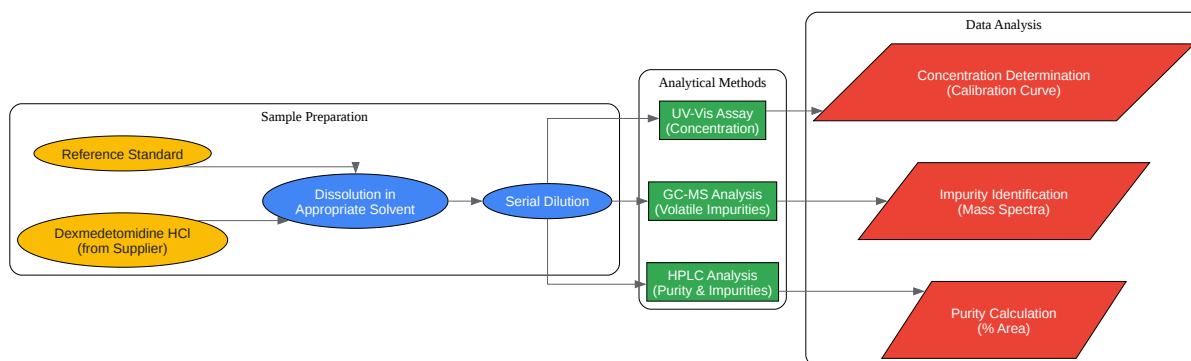 Sample Preparation
Reference Standard
Dexmedetomidine HCl
(from Supplier)
Dissolution in
Appropriate Solvent
Serial Dilution
Analytical Methods
UV-Vis Assay
(Concentration)
GC-MS Analysis
(Volatile Impurities)
HPLC Analysis
(Purity & Impurities)
Data Analysis
Concentration Determination
(Calibration Curve)
Impurity Identification
(Mass Spectra)
Purity Calculation
(% Area)